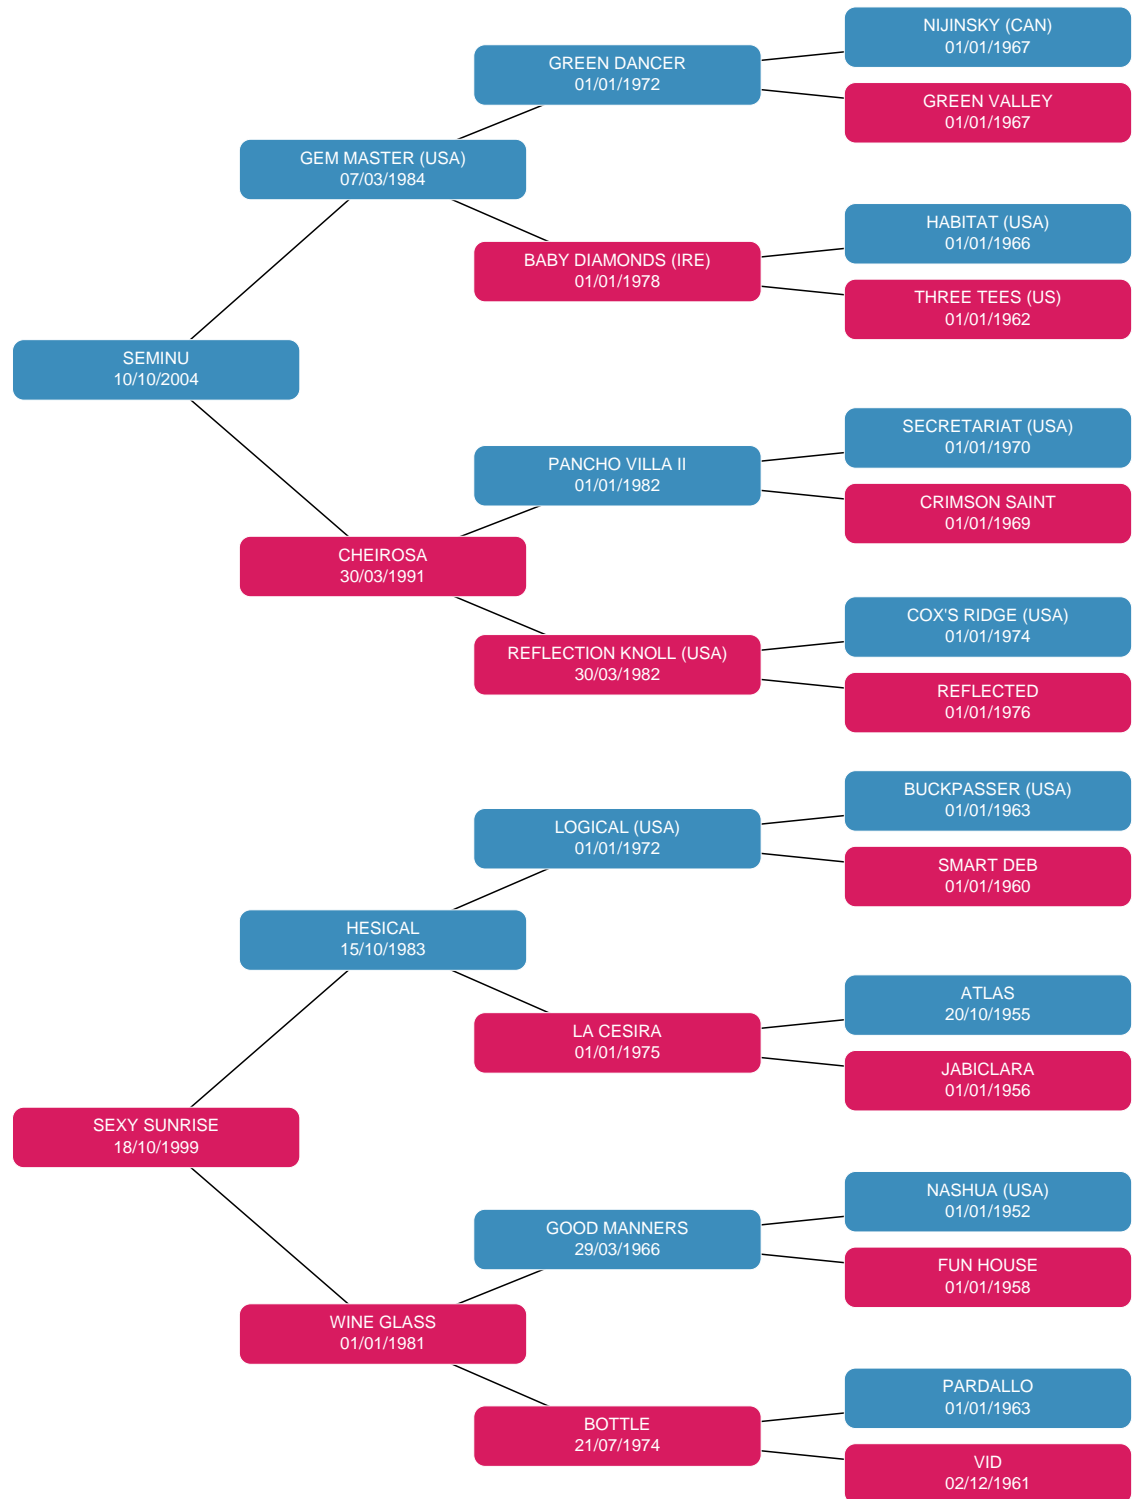 NIJINSKY (CAN)
01/01/1967
GREEN DANCER
01/01/1972
GREEN VALLEY
01/01/1967
GEM MASTER (USA)
07/03/1984
HABITAT (USA)
01/01/1966
BABY DIAMONDS (IRE)
01/01/1978
THREE TEES (US)
01/01/1962
SEMINU
10/10/2004
SECRETARIAT (USA)
01/01/1970
PANCHO VILLA II
01/01/1982
CRIMSON SAINT
01/01/1969
CHEIROSA
30/03/1991
COX'S RIDGE (USA)
01/01/1974
REFLECTION KNOLL (USA)
30/03/1982
REFLECTED
01/01/1976
BUCKPASSER (USA)
01/01/1963
LOGICAL (USA)
01/01/1972
SMART DEB
01/01/1960
HESICAL
15/10/1983
ATLAS
20/10/1955
LA CESIRA
01/01/1975
JABICLARA
01/01/1956
SEXY SUNRISE
18/10/1999
NASHUA (USA)
01/01/1952
GOOD MANNERS
29/03/1966
FUN HOUSE
01/01/1958
WINE GLASS
01/01/1981
PARDALLO
01/01/1963
BOTTLE
21/07/1974
VID
02/12/1961